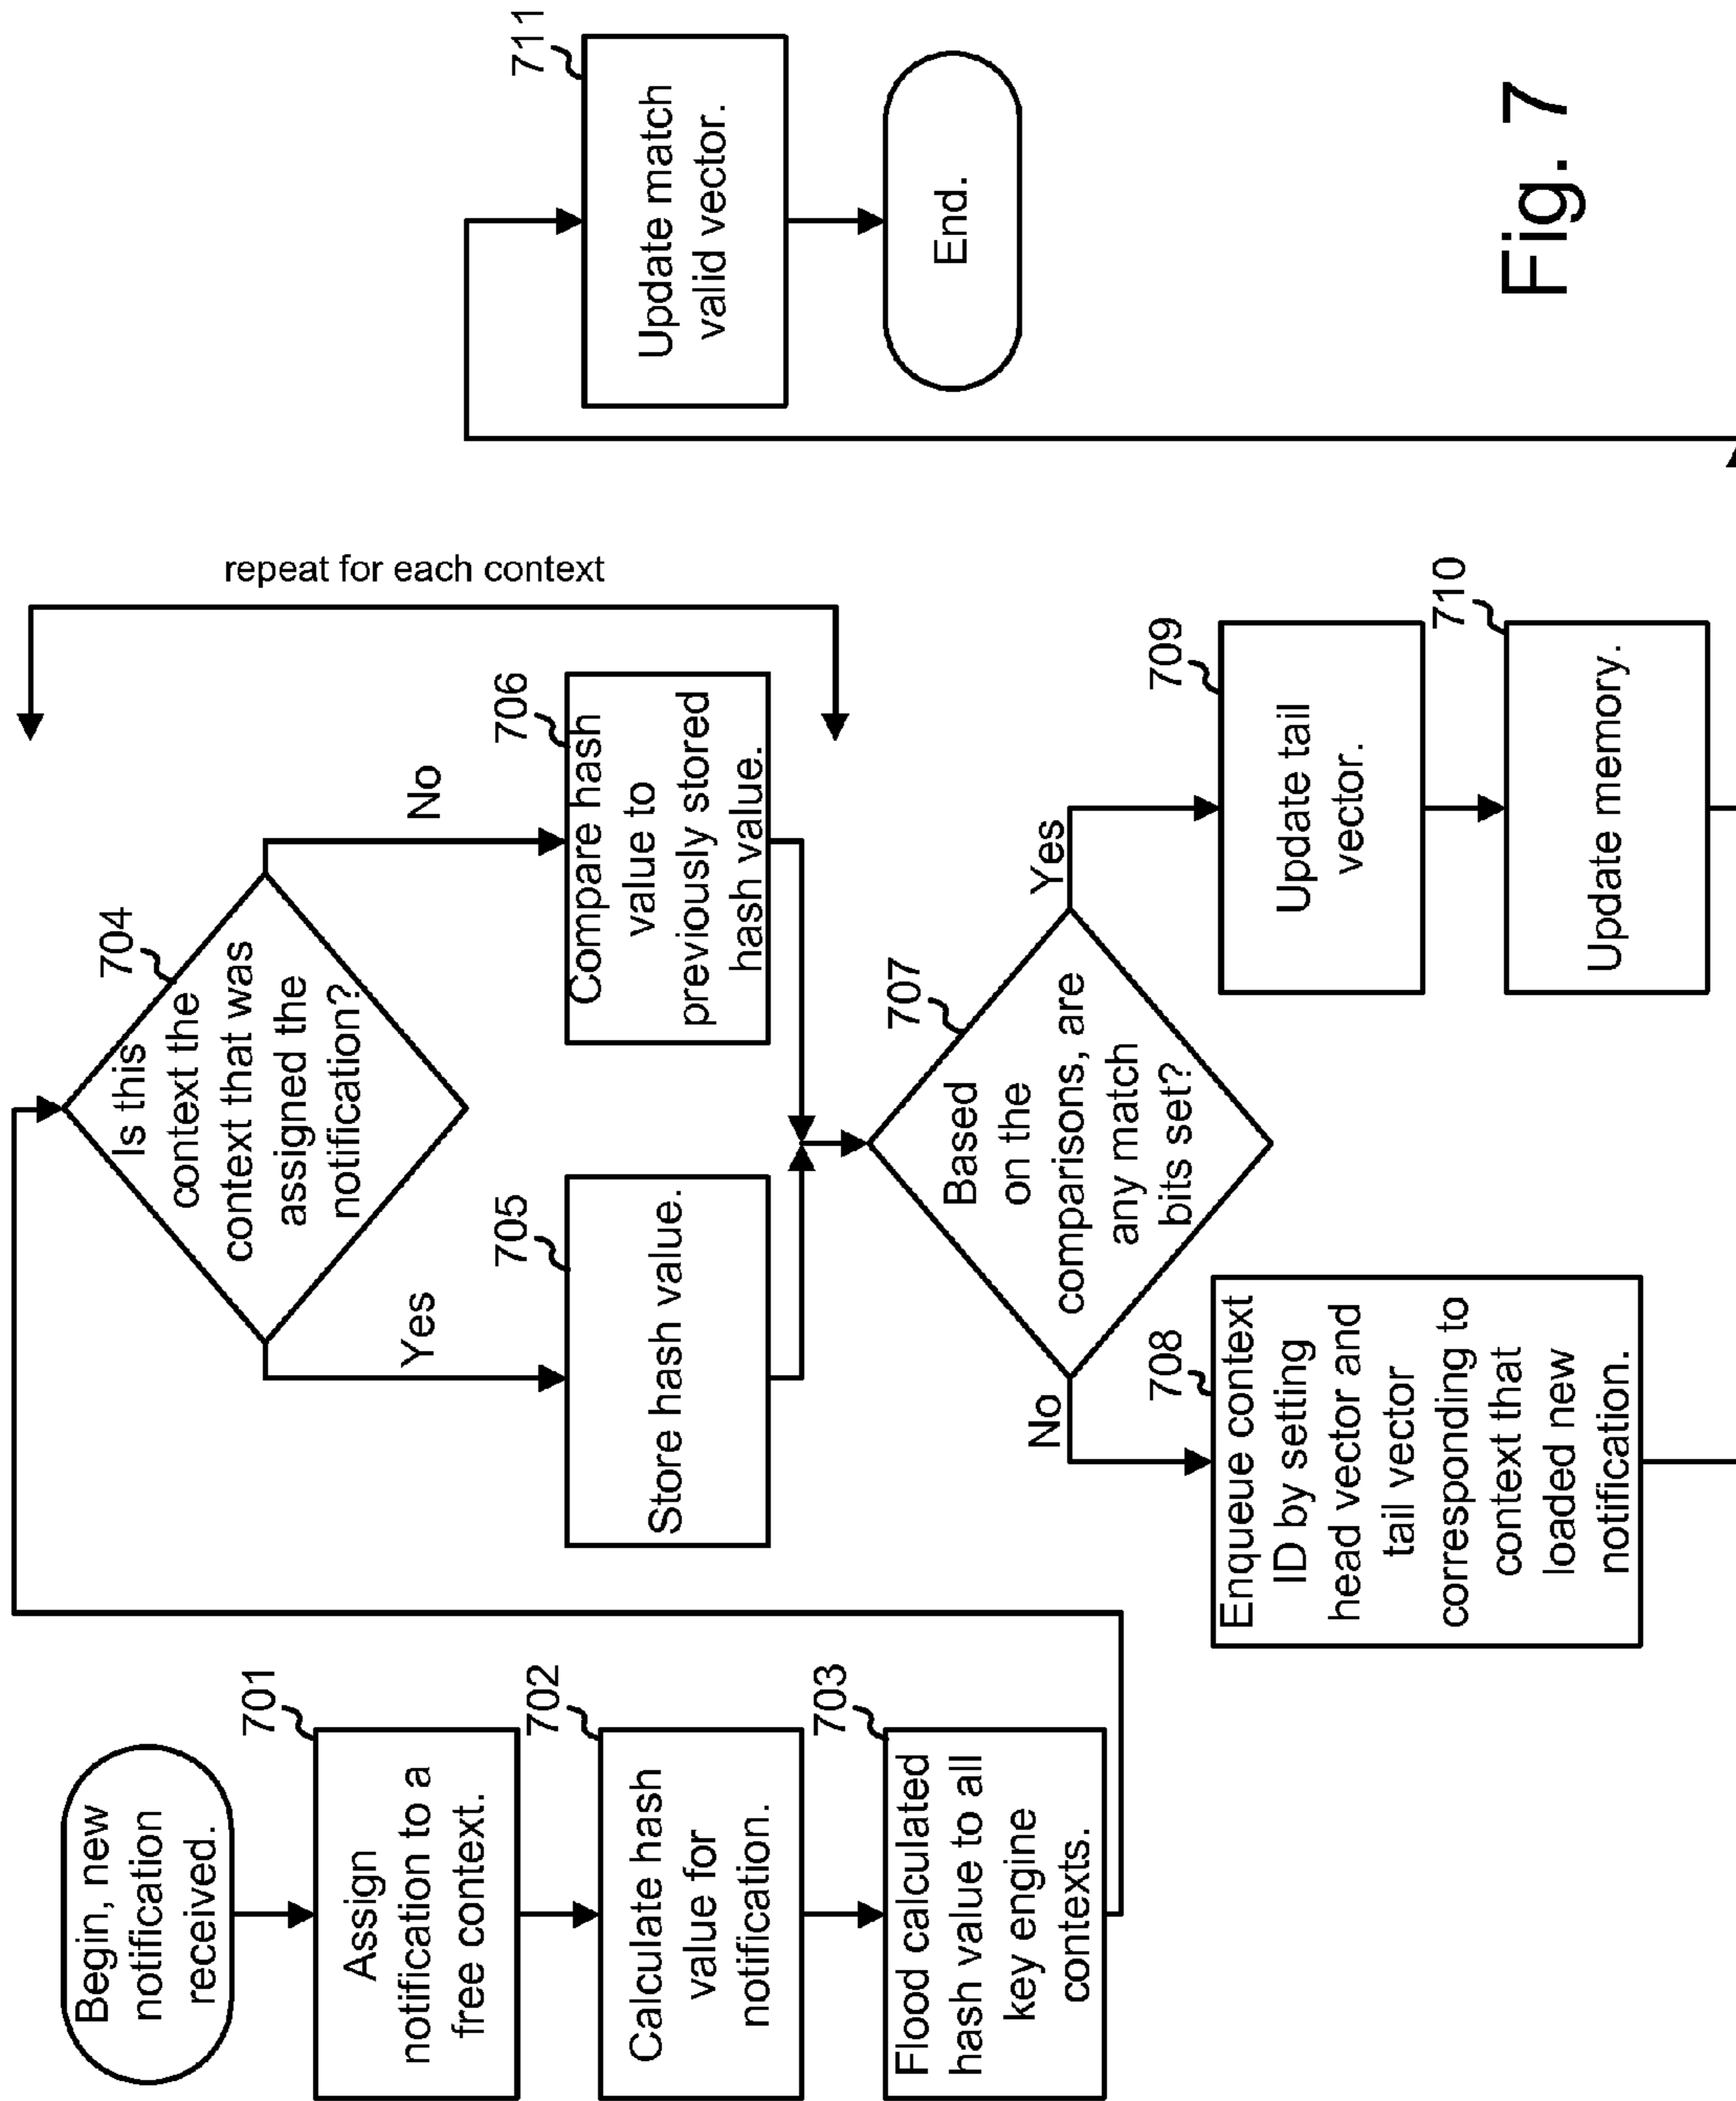 Begin, new
notification
received.
701
Assign
notification to a
free context.
702
Calculate hash
value for
notification.
703
Flood calculated
hash value to all
key engine
contexts.
704
Is this
context the
context that was
assigned the
notification?
Yes
No
705
Store hash value.
706
Compare hash
value to
previously stored
hash value.
repeat for each context
707
Based
on the
comparisons, are
any match
bits set?
No
Yes
708
Enqueue context
ID by setting
head vector and
tail vector
corresponding to
context that
loaded new
notification.
709
Update tail
vector.
710
Update memory.
711
Update match
valid vector.
End.
Fig. 7